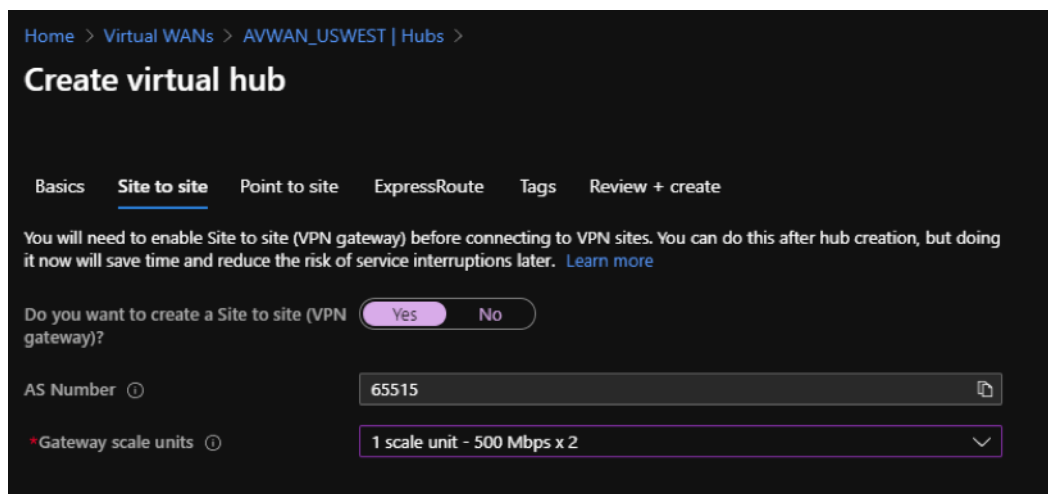 Home > Virtual WANs > AVWAN_USWEST | Hubs >
Create virtual hub
Basics Site to site Point to site ExpressRoute Tags Review + create
You will need to enable Site to site (VPN gateway) before connecting to VPN sites. You can do this after hub creation, but doing
it now will save time and reduce the risk of service interruptions later. Learn more
Do you want to create a Site to site (VPN Yes No
gateway)?
AS Number 65515
*Gateway scale units 1 scale unit - 500 Mbps x 2